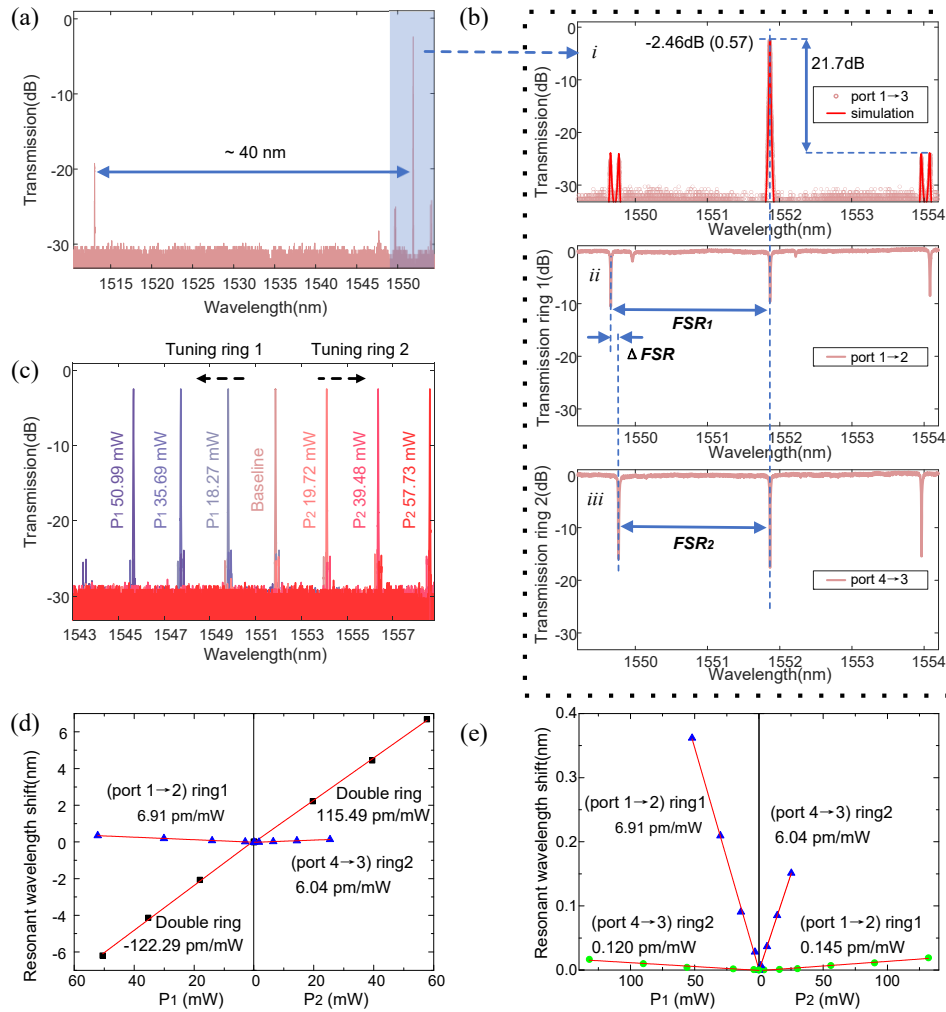 (a)
Transmission(dB)
0
-10
-20
-30
~ 40 nm
1515 1520 1525 1530 1535 1540 1545 1550
Wavelength(nm)
(b)
i
Transmission(dB)
0
-10
-20
-30
-2.46dB (0.57)
21.7dB
port 1→3
simulation
1550 1551 1552 1553 1554
Wavelength(nm)
ii
Transmission ring 1(dB)
0
-10
-20
-30
FSR1
Δ FSR
port 1→2
1550 1551 1552 1553 1554
Wavelength(nm)
iii
Transmission ring 2(dB)
0
-10
-20
-30
FSR2
port 4→3
1550 1551 1552 1553 1554
Wavelength(nm)
(c)
Tuning ring 1 Tuning ring 2
Transmission(dB)
0
-10
-20
-30
P1 50.99 mW
P1 35.69 mW
P1 18.27 mW
Baseline
P2 19.72 mW
P2 39.48 mW
P2 57.73 mW
1543 1545 1547 1549 1551 1553 1555 1557
Wavelength(nm)
(d)
Resonant wavelength shift(nm)
6
4
2
0
-2
-4
-6
(port 1→2) ring1
6.91 pm/mW
Double ring
115.49 pm/mW
(port 4→3) ring2
6.04 pm/mW
Double ring
-122.29 pm/mW
60 40 20 0 0 20 40 60
P1 (mW) P2 (mW)
(e)
Resonant wavelength shift(nm)
0.4
0.3
0.2
0.1
0.0
(port 1→2) ring1
6.91 pm/mW
(port 4→3) ring2
6.04 pm/mW
(port 4→3) ring2
0.120 pm/mW
(port 1→2) ring1
0.145 pm/mW
100 50 0 0 50 100
P1 (mW) P2 (mW)